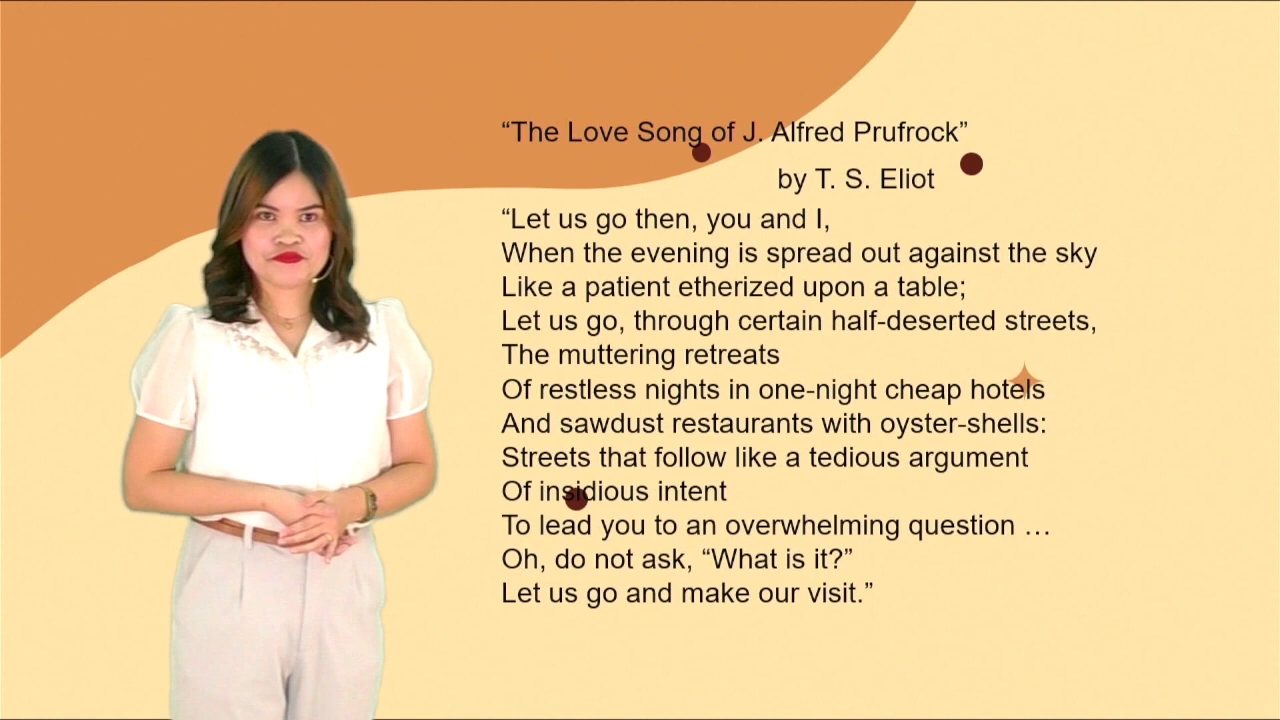 “The Love Song of J. Alfred Prufrock”
by T. S. Eliot
“Let us go then, you and I,
When the evening is spread out against the sky
Like a patient etherized upon a table;
Let us go, through certain half-deserted streets,
The muttering retreats
Of restless nights in one-night cheap hotels
And sawdust restaurants with oyster-shells:
Streets that follow like a tedious argument
Of insidious intent
To lead you to an overwhelming question …
Oh, do not ask, “What is it?”
Let us go and make our visit.”